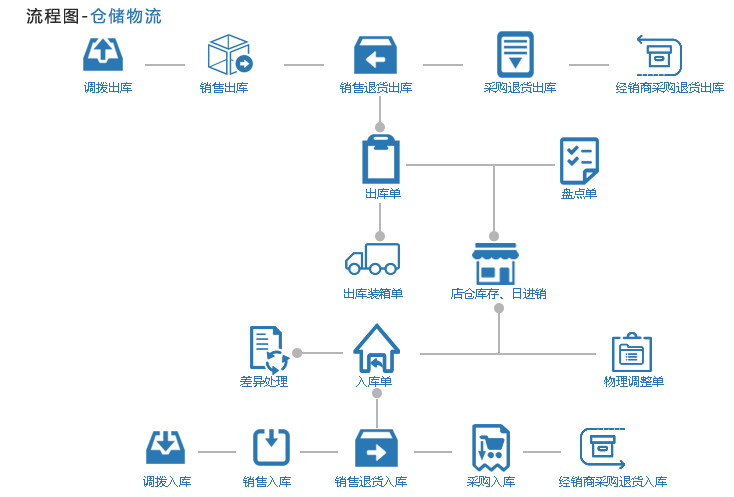 流程图-仓储物流
调拨出库
销售出库
销售退货出库
采购退货出库
经销商采购退货出库
出库单
盘点单
出库装箱单
店仓库存、日进销
差异处理
入库单
物理调整单
调拨入库
销售入库
销售退货入库
采购入库
经销商采购退货入库